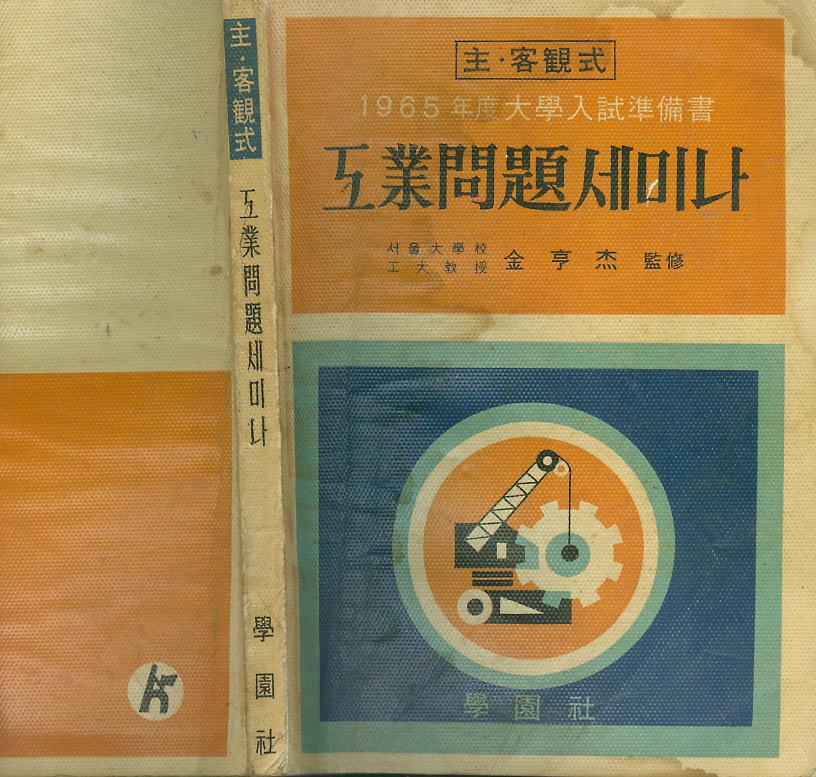 主·客観式
1965年度大學入試準備書
工業問題세미나
서울大學校
工大教授 金亨杰 監修
學園社
主·客観式
工業問題세미나
學園社